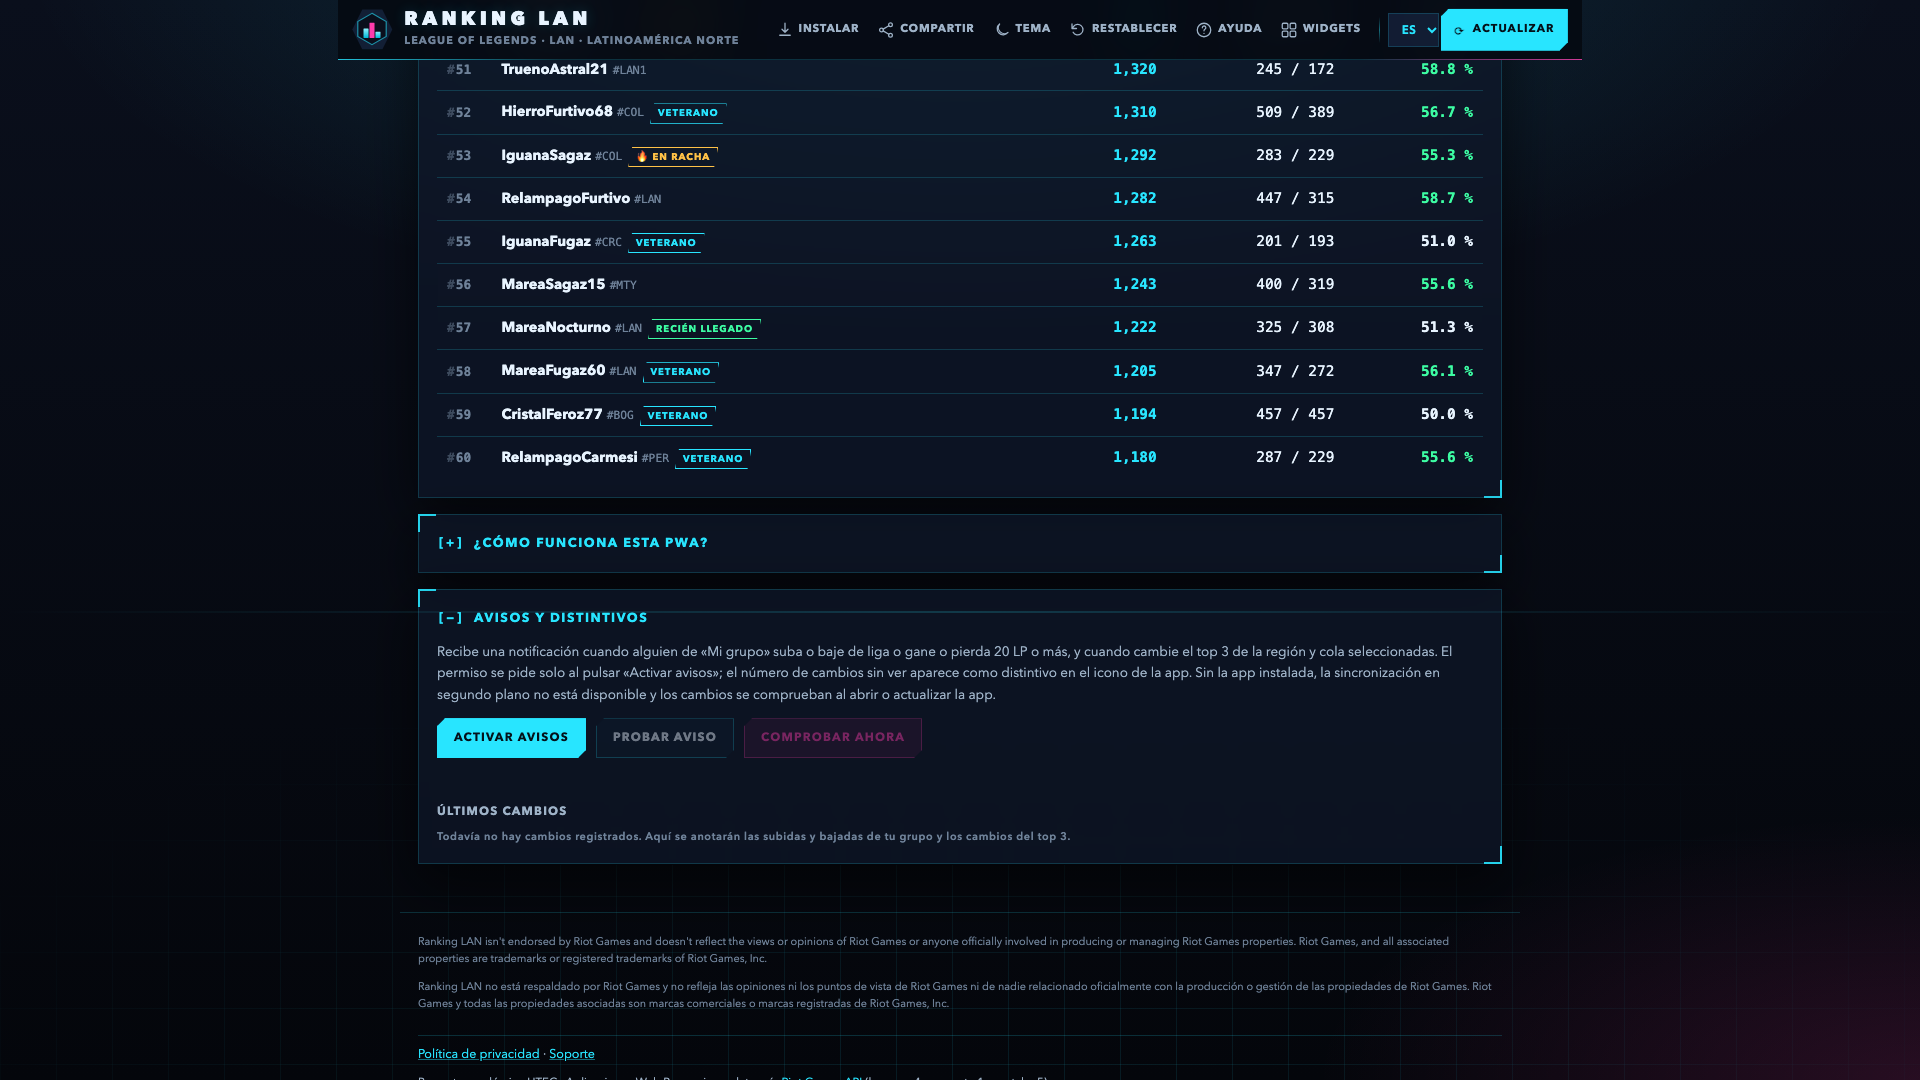 RANKING LAN
LEAGUE OF LEGENDS · LAN · LATINOAMÉRICA NORTE
INSTALAR
COMPARTIR
TEMA
RESTABLECER
AYUDA
WIDGETS
ES
ACTUALIZAR
#51 TruenoAstral21 #LAN1 1,320 245 / 172 58.8 %
#52 HierroFurtivo68 #COL VETERANO 1,310 509 / 389 56.7 %
#53 IguanaSagaz #COL 🔥 EN RACHA 1,292 283 / 229 55.3 %
#54 RelampagoFurtivo #LAN 1,282 447 / 315 58.7 %
#55 IguanaFugaz #CRC VETERANO 1,263 201 / 193 51.0 %
#56 MareaSagaz15 #MTY 1,243 400 / 319 55.6 %
#57 MareaNocturno #LAN RECIÉN LLEGADO 1,222 325 / 308 51.3 %
#58 MareaFugaz60 #LAN VETERANO 1,205 347 / 272 56.1 %
#59 CristalFeroz77 #BOG VETERANO 1,194 457 / 457 50.0 %
#60 RelampagoCarmesi #PER VETERANO 1,180 287 / 229 55.6 %
[+] ¿CÓMO FUNCIONA ESTA PWA?
[−] AVISOS Y DISTINTIVOS
Recibe una notificación cuando alguien de «Mi grupo» suba o baje de liga o gane o pierda 20 LP o más, y cuando cambie el top 3 de la región y cola seleccionadas. El
permiso se pide solo al pulsar «Activar avisos»; el número de cambios sin ver aparece como distintivo en el icono de la app. Sin la app instalada, la sincronización en
segundo plano no está disponible y los cambios se comprueban al abrir o actualizar la app.
ACTIVAR AVISOS
PROBAR AVISO
COMPROBAR AHORA
ÚLTIMOS CAMBIOS
Todavía no hay cambios registrados. Aquí se anotarán las subidas y bajadas de tu grupo y los cambios del top 3.
Ranking LAN isn't endorsed by Riot Games and doesn't reflect the views or opinions of Riot Games or anyone officially involved in producing or managing Riot Games properties. Riot Games, and all associated
properties are trademarks or registered trademarks of Riot Games, Inc.
Ranking LAN no está respaldado por Riot Games y no refleja las opiniones ni los puntos de vista de Riot Games ni de nadie relacionado oficialmente con la producción o gestión de las propiedades de Riot Games. Riot
Games y todas las propiedades asociadas son marcas comerciales o marcas registradas de Riot Games, Inc.
Política de privacidad · Soporte